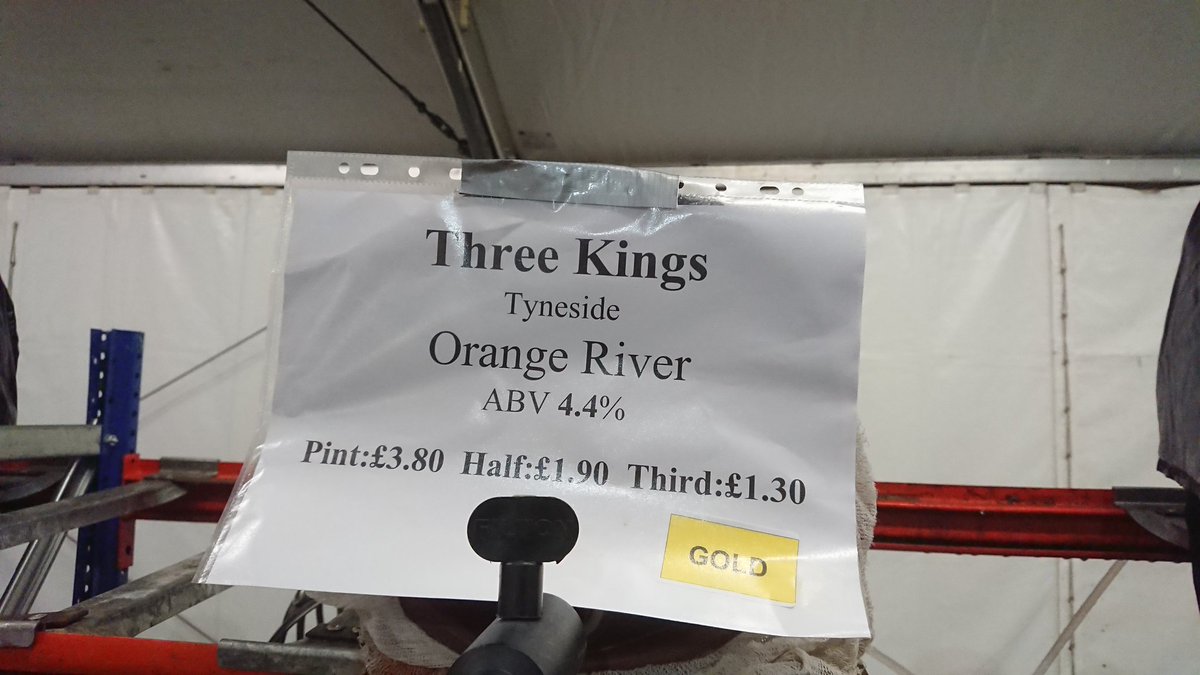 Three Kings
Tyneside
Orange River
ABV 4.4%
Pint:£3.80 Half:£1.90 Third:£1.30
GOLD